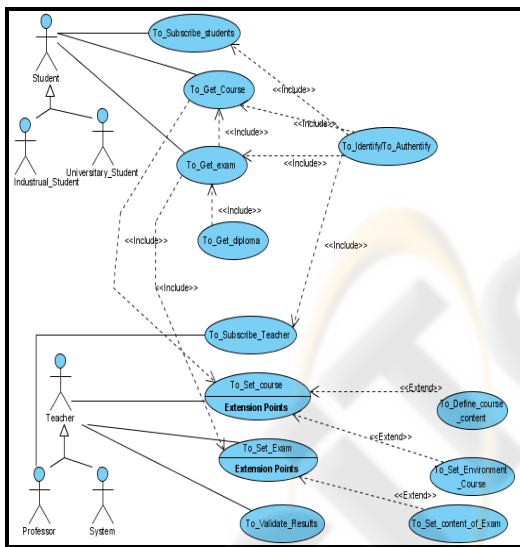 To_Subscribe_students
Student
<<Include>>
To_Get_Course
<<Include>>
<<Include>>
To_Identify/To_Authentify
Industrual_Student
Universitary_Student
To_Get_exam
<<Include>>
<<Include>>
<<Include>>
To_Get_diploma
<<Include>>
<<Include>>
To_Subscribe_Teacher
To_Set_course
Extension Points
<<Extend>>
To_Define_course
_content
Teacher
To_Set_Exam
Extension Points
<<Extend>>
To_Set_Environment
_Course
<<Extend>>
Professor
System
To_Validate_Results
To_Set_content_of_Exam